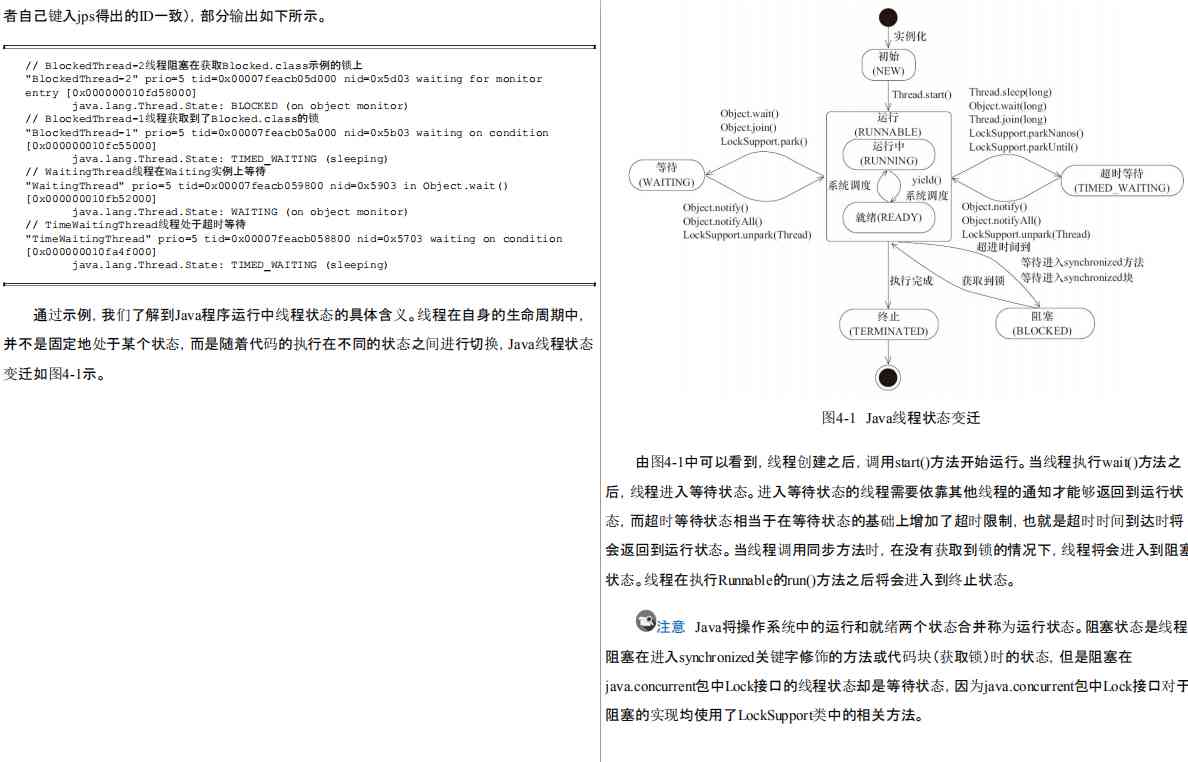 者自己键入jps得出的ID一致），部分输出如下所示。
// BlockedThread-2线程阻塞在获取Blocked.class示例的锁上
"BlockedThread-2" prio=5 tid=0x00007feacb05d000 nid=0x5d03 waiting for monitor
entry [0x000000010fd58000]
java.lang.Thread.State: BLOCKED (on object monitor)
// BlockedThread-1线程获取到了Blocked.class的锁
"BlockedThread-1" prio=5 tid=0x00007feacb05a000 nid=0x5b03 waiting on condition
[0x000000010fc55000]
java.lang.Thread.State: TIMED_WAITING (sleeping)
// WaitingThread线程在Waiting实例上等待
"WaitingThread" prio=5 tid=0x00007feacb059800 nid=0x5903 in Object.wait()
[0x000000010fb52000]
java.lang.Thread.State: WAITING (on object monitor)
// TimeWaitingThread线程处于超时等待
"TimeWaitingThread" prio=5 tid=0x00007feacb058800 nid=0x5703 waiting on condition
[0x000000010fa4f000]
java.lang.Thread.State: TIMED_WAITING (sleeping)
通过示例，我们了解到Java程序运行中线程状态的具体含义。线程在自身的生命周期中，
并不是固定地处于某个状态，而是随着代码的执行在不同的状态之间进行切换，Java线程状态
变迁如图4-1示。
实例化
初始
(NEW)
Thread.start()
Object.wait()
Object.join()
LockSupport.park()
Thread.sleep(long)
Object.wait(long)
Thread.join(long)
LockSupport.parkNanos()
LockSupport.parkUntil()
运行
(RUNNABLE)
运行中
(RUNNING)
等待
(WAITING)
超时等待
(TIMED_WAITING)
系统调度
yield()
系统调度
就绪(READY)
Object.notify()
Object.notifyAll()
LockSupport.unpark(Thread)
Object.notify()
Object.notifyAll()
LockSupport.unpark(Thread)
超进时间到
等待进入synchronized方法
等待进入synchronized块
执行完成
获取到锁
终止
(TERMINATED)
阻塞
(BLOCKED)
图4-1 Java线程状态变迁
由图4-1中可以看到，线程创建之后，调用start()方法开始运行。当线程执行wait()方法之
后，线程进入等待状态。进入等待状态的线程需要依靠其他线程的通知才能够返回到运行状
态，而超时等待状态相当于在等待状态的基础上增加了超时限制，也就是超时时间到达时将
会返回到运行状态。当线程调用同步方法时，在没有获取到锁的情况下，线程将会进入到阻塞
状态。线程在执行Runnable的run()方法之后将会进入到终止状态。
注意 Java将操作系统中的运行和就绪两个状态合并称为运行状态。阻塞状态是线程
阻塞在进入synchronized关键字修饰的方法或代码块（获取锁）时的状态，但是阻塞在
java.concurrent包中Lock接口的线程状态却是等待状态，因为java.concurrent包中Lock接口对于
阻塞的实现均使用了LockSupport类中的相关方法。